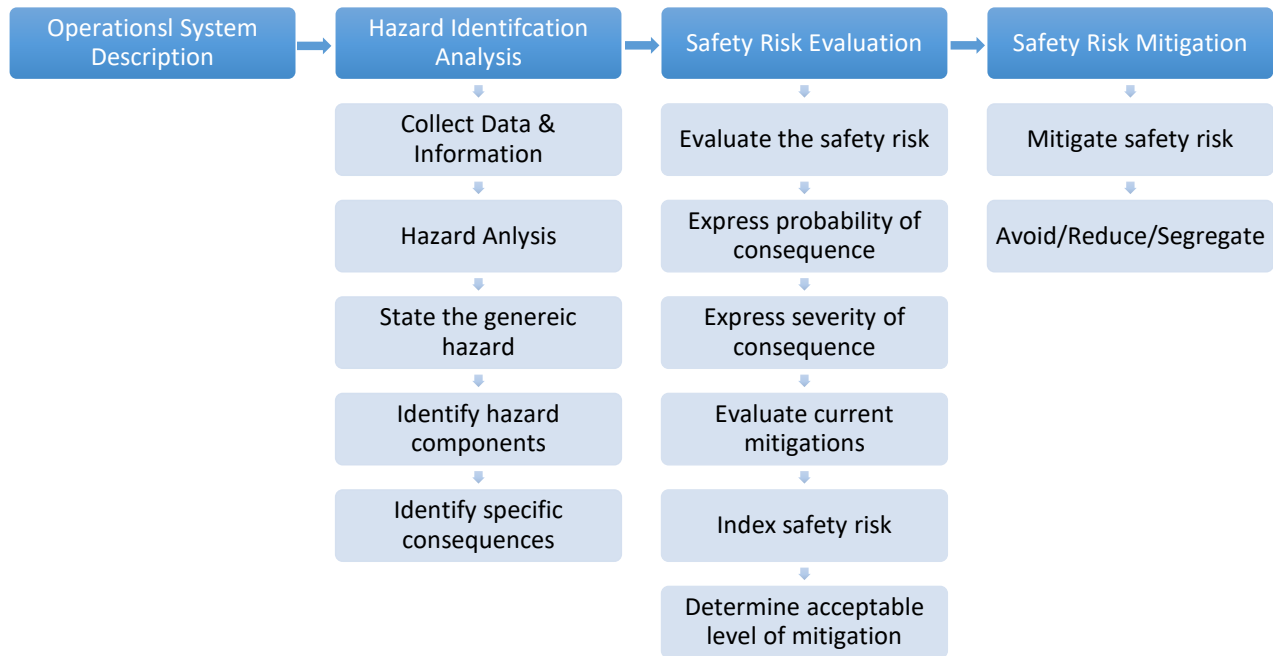 Operationsl System
Description
Hazard Identifcation
Analysis
Safety Risk Evaluation
Safety Risk Mitigation
Collect Data &
Information
Hazard Anlysis
State the genereic
hazard
Identify hazard
components
Identify specific
consequences
Evaluate the safety risk
Express probability of
consequence
Express severity of
consequence
Evaluate current
mitigations
Index safety risk
Determine acceptable
level of mitigation
Mitigate safety risk
Avoid/Reduce/Segregate